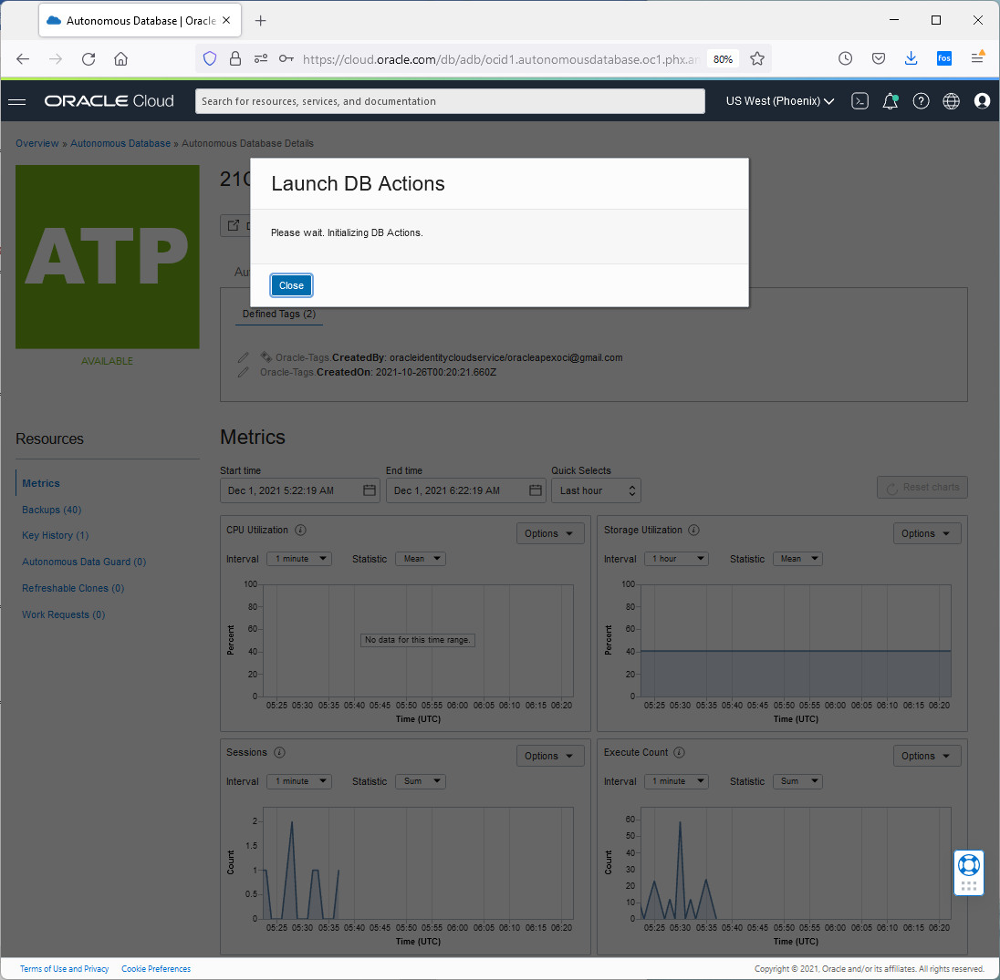 Autonomous Database | Oracle
https://cloud.oracle.com/db/adb/ocid1.autonomousdatabase.oc1.phx.an
80%
fos
ORACLE Cloud
Search for resources, services, and documentation
US West (Phoenix)
Overview » Autonomous Database » Autonomous Database Details
ATP
AVAILABLE
Launch DB Actions
Please wait. Initializing DB Actions.
Close
Defined Tags (2)
Oracle-Tags.CreatedBy: oracleidentitycloudservice/oracleapexoci@gmail.com
Oracle-Tags.CreatedOn: 2021-10-26T00:20:21.660Z
Resources
Metrics
Backups (40)
Key History (1)
Autonomous Data Guard (0)
Refreshable Clones (0)
Work Requests (0)
Metrics
Start time End time Quick Selects
Dec 1, 2021 5:22:19 AM Dec 1, 2021 6:22:19 AM Last hour Reset charts
CPU Utilization Options
Interval 1 minute Statistic Mean
100
80
60
40
20
0
Percent
No data for this time range.
05:25 05:30 05:35 05:40 05:45 05:50 05:55 06:00 06:05 06:10 06:15 06:20
Time (UTC)
Storage Utilization Options
Interval 1 hour Statistic Mean
100
80
60
40
20
0
Percent
05:25 05:30 05:35 05:40 05:45 05:50 05:55 06:00 06:05 06:10 06:15 06:20
Time (UTC)
Sessions Options
Interval 1 minute Statistic Sum
2
1.5
1
0.5
0
Count
05:25 05:30 05:35 05:40 05:45 05:50 05:55 06:00 06:05 06:10 06:15 06:20
Time (UTC)
Execute Count Options
Interval 1 minute Statistic Sum
60
50
40
30
20
10
0
Count
05:25 05:30 05:35 05:40 05:45 05:50 05:55 06:00 06:05 06:10 06:15 06:20
Time (UTC)
Terms of Use and Privacy Cookie Preferences
Copyright © 2021, Oracle and/or its affiliates. All rights reserved.